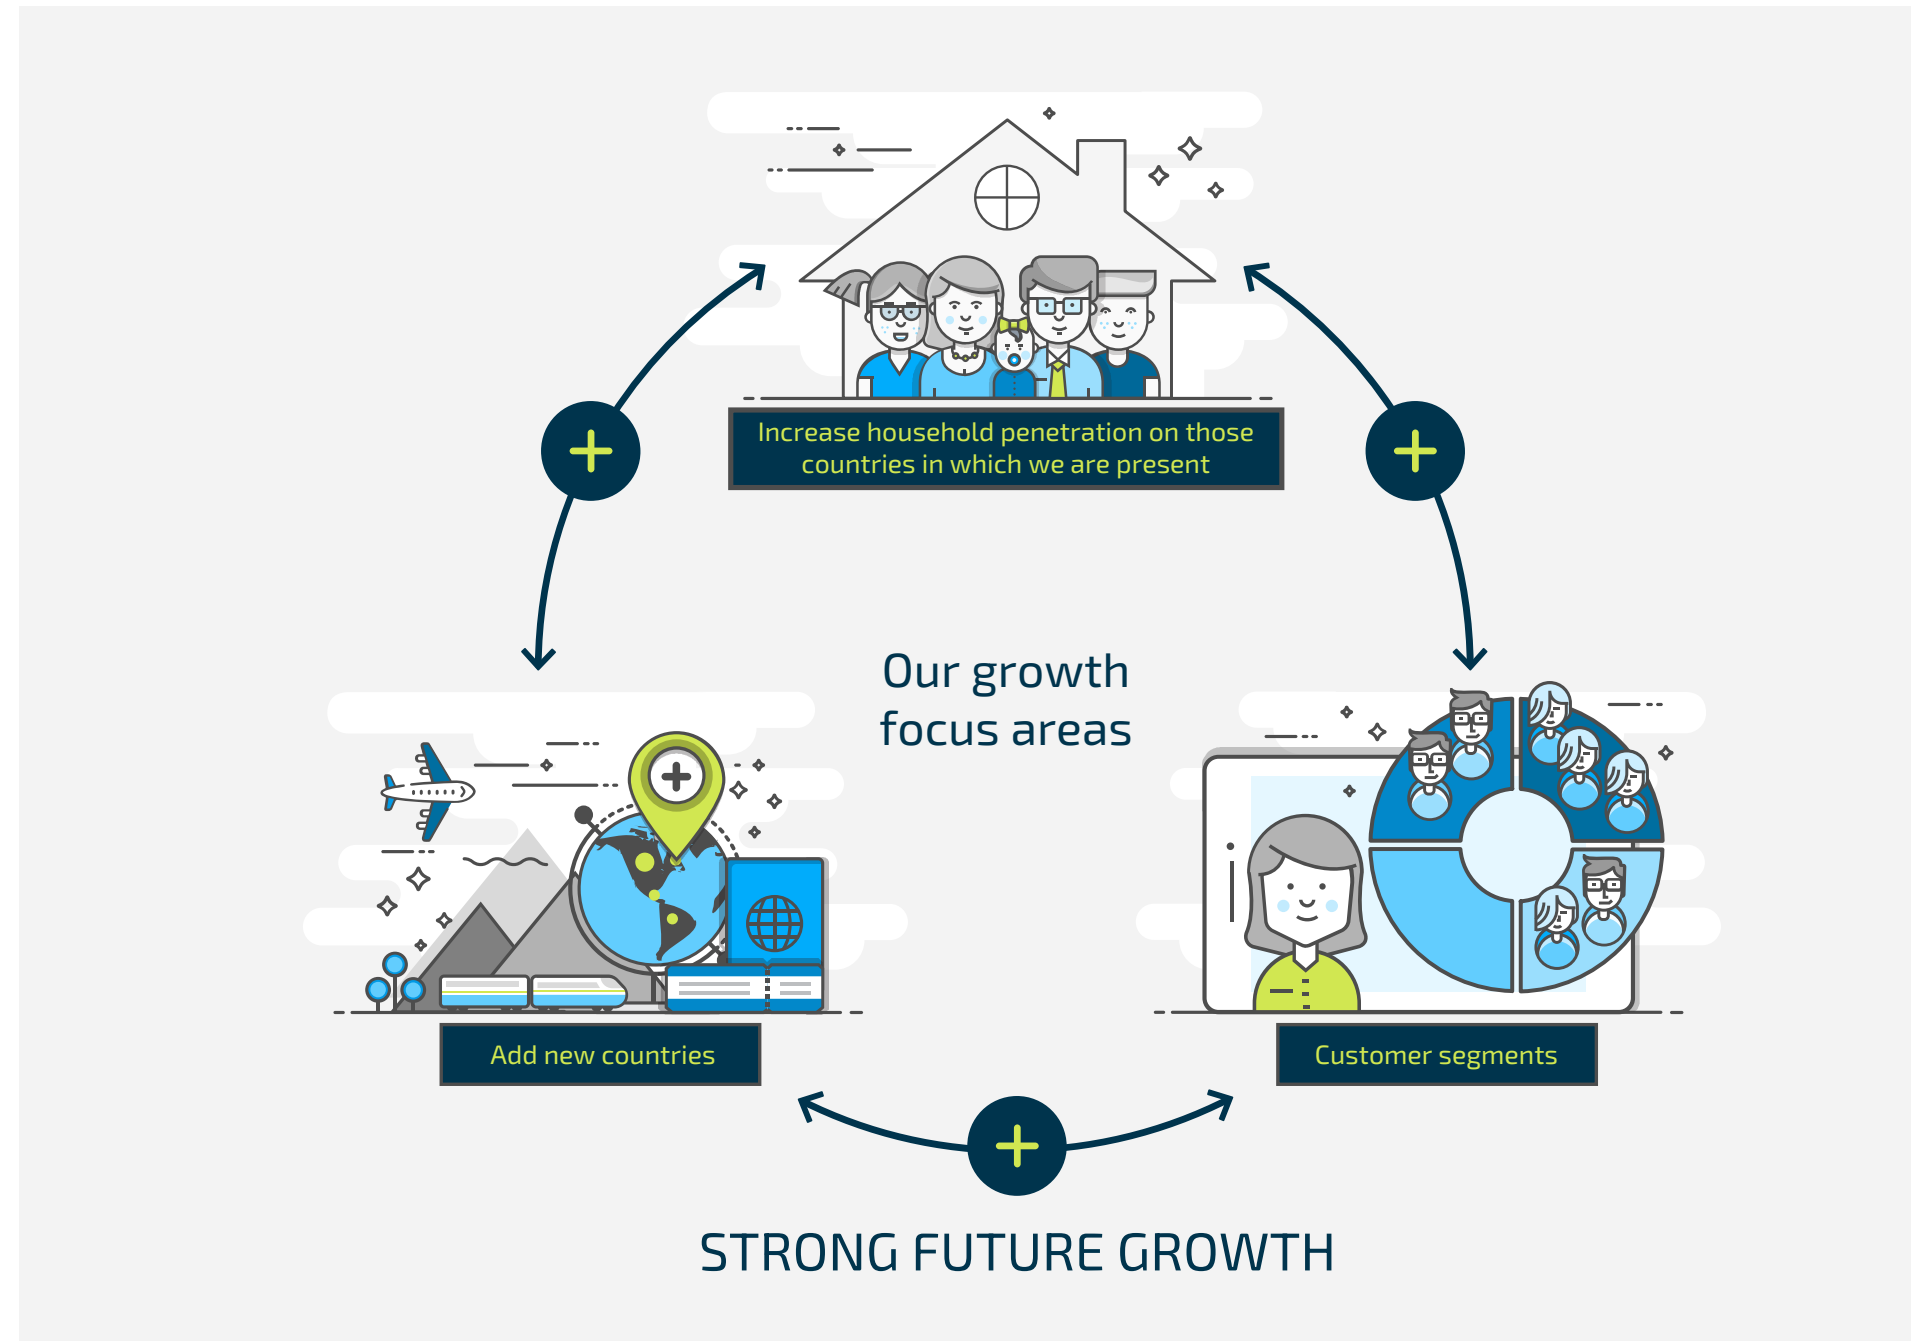 Increase household penetration on those
countries in which we are present
Our growth
focus areas
Add new countries
Customer segments
STRONG FUTURE GROWTH